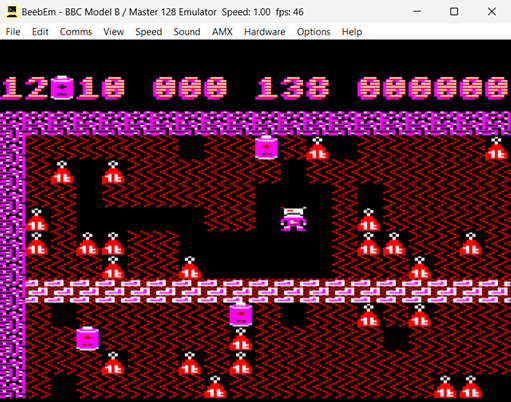 BeebEm - BBC Model B / Master 128 Emulator Speed: 1.00 fps: 46
File Edit Comms View Speed Sound AMX Hardware Options Help
12 10 000 138 000000